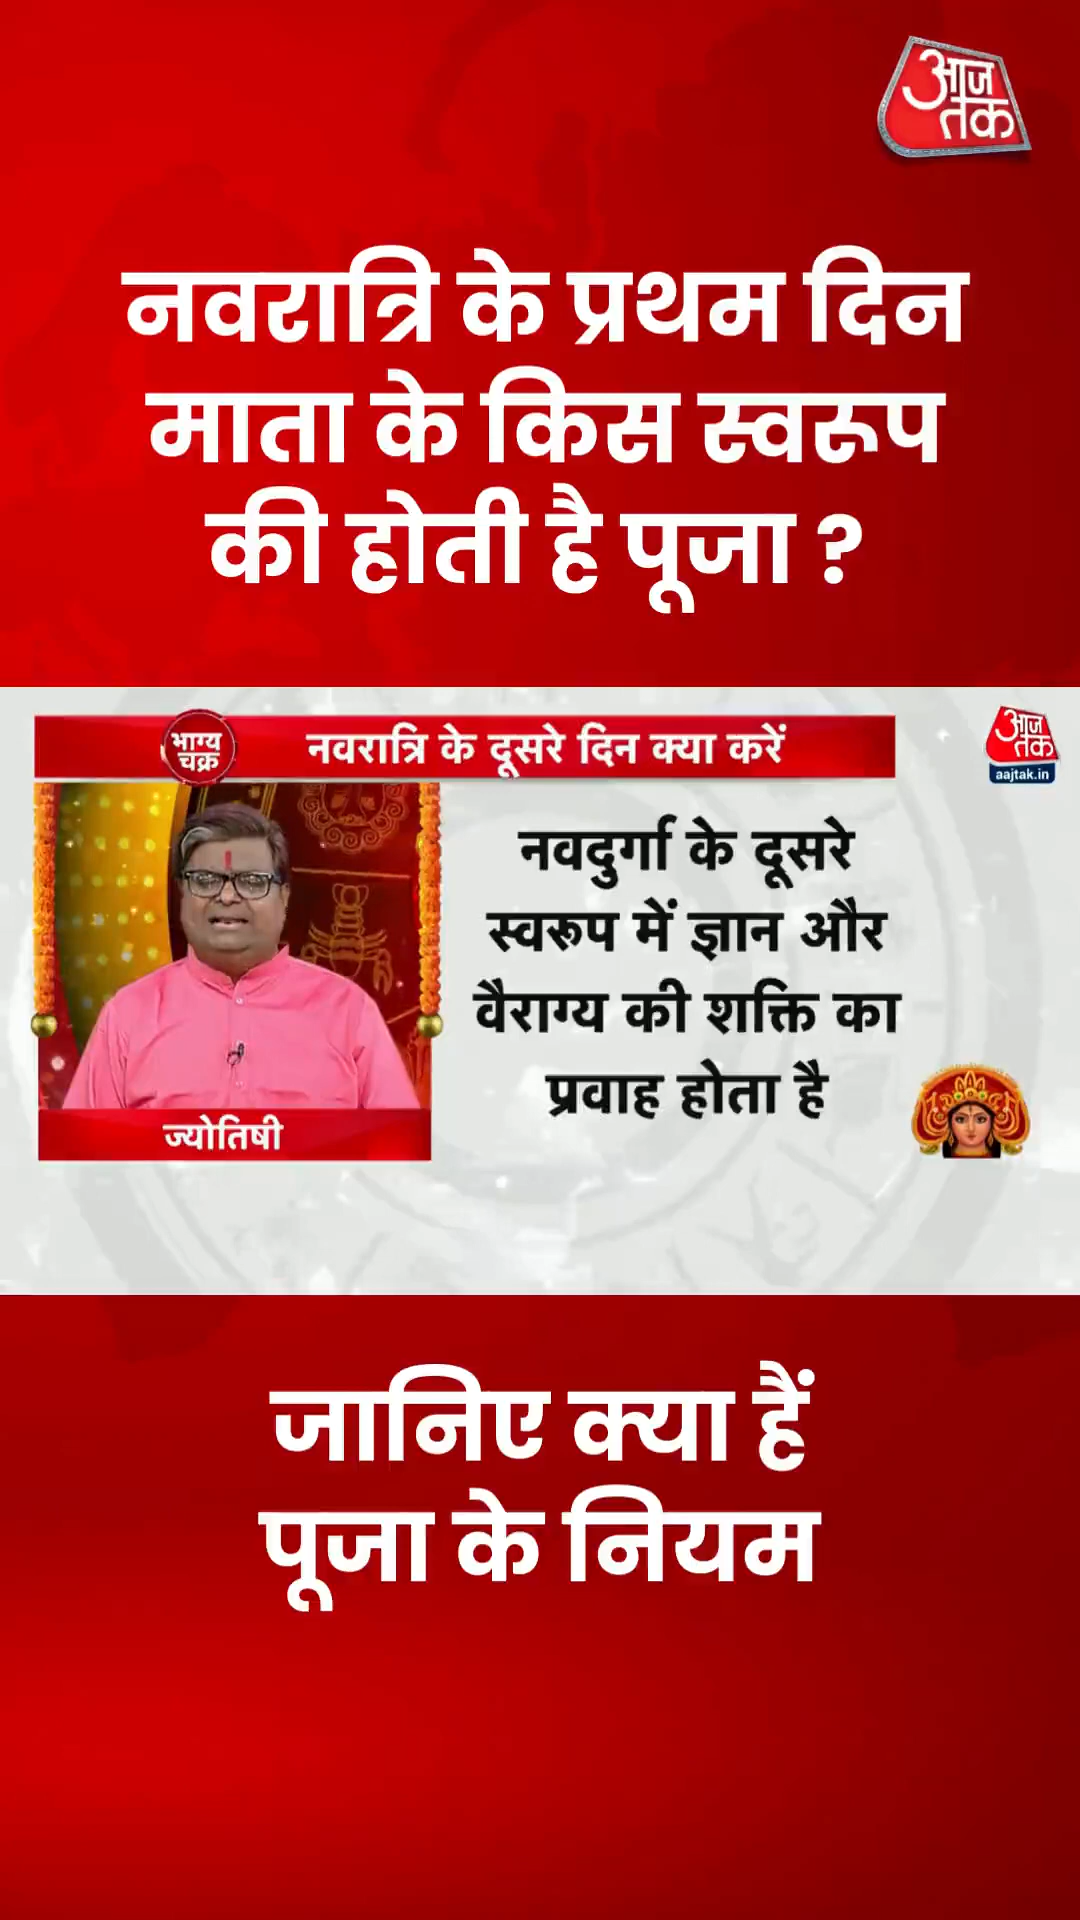 आज
तक
नवरात्रि के प्रथम दिन
माता के किस स्वरूप
की होती है पूजा ?
भाग्य
चक्र
नवरात्रि के दूसरे दिन क्या करें
आज
तक
aajtak.in
नवदुर्गा के दूसरे
स्वरूप में ज्ञान और
वैराग्य की शक्ति का
प्रवाह होता है
ज्योतिषी
जानिए क्या हैं
पूजा के नियम